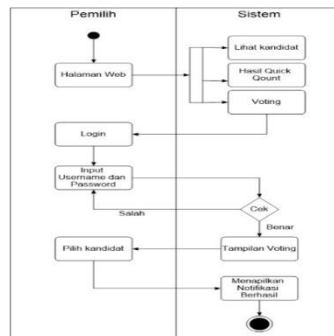 Pemilih
Sistem
Halaman Web
Lihat kandidat
Hasil Quick
Qount
Voting
Login
Input
Username dan
Password
Cek
Salah
Benar
Pilih kandidat
Tampilan Voting
Menapilkan
Notifikasi
Berhasil